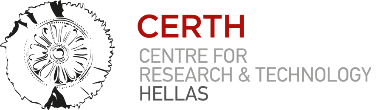 CERTH
CENTRE FOR
RESEARCH & TECHNOLOGY
HELLAS